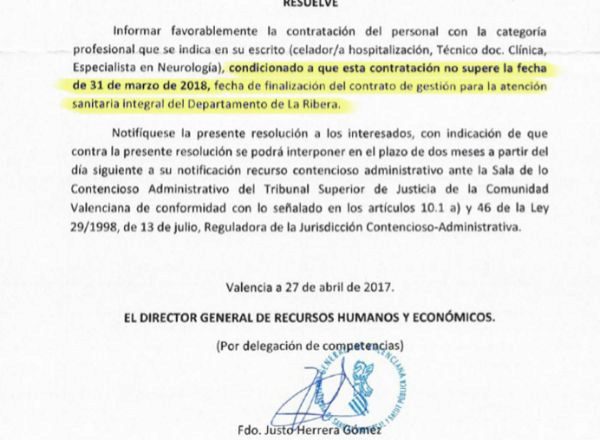 RESUELVE
Informar favorablemente la contratación del personal con la categoría
profesional que se indica en su escrito (celador/a hospitalización, Técnico doc. Clínica,
Especialista en Neurología), condicionado a que esta contratación no supere la fecha
de 31 de marzo de 2018, fecha de finalización del contrato de gestión para la atención
sanitaria integral del Departamento de La Ribera.
Notifíquese la presente resolución a los interesados, con indicación de que
contra la presente resolución se podrá interponer en el plazo de dos meses a partir del
día siguiente a su notificación recurso contencioso administrativo ante la Sala de lo
Contencioso Administrativo del Tribunal Superior de Justicia de la Comunidad
Valenciana de conformidad con lo señalado en los artículos 10.1 a) y 46 de la Ley
29/1998, de 13 de julio, Reguladora de la Jurisdicción Contencioso-Administrativa.
Valencia a 27 de abril de 2017.
EL DIRECTOR GENERAL DE RECURSOS HUMANOS Y ECONÓMICOS.
(Por delegación de competencias)
Fdo. Justo Herrera Gómez